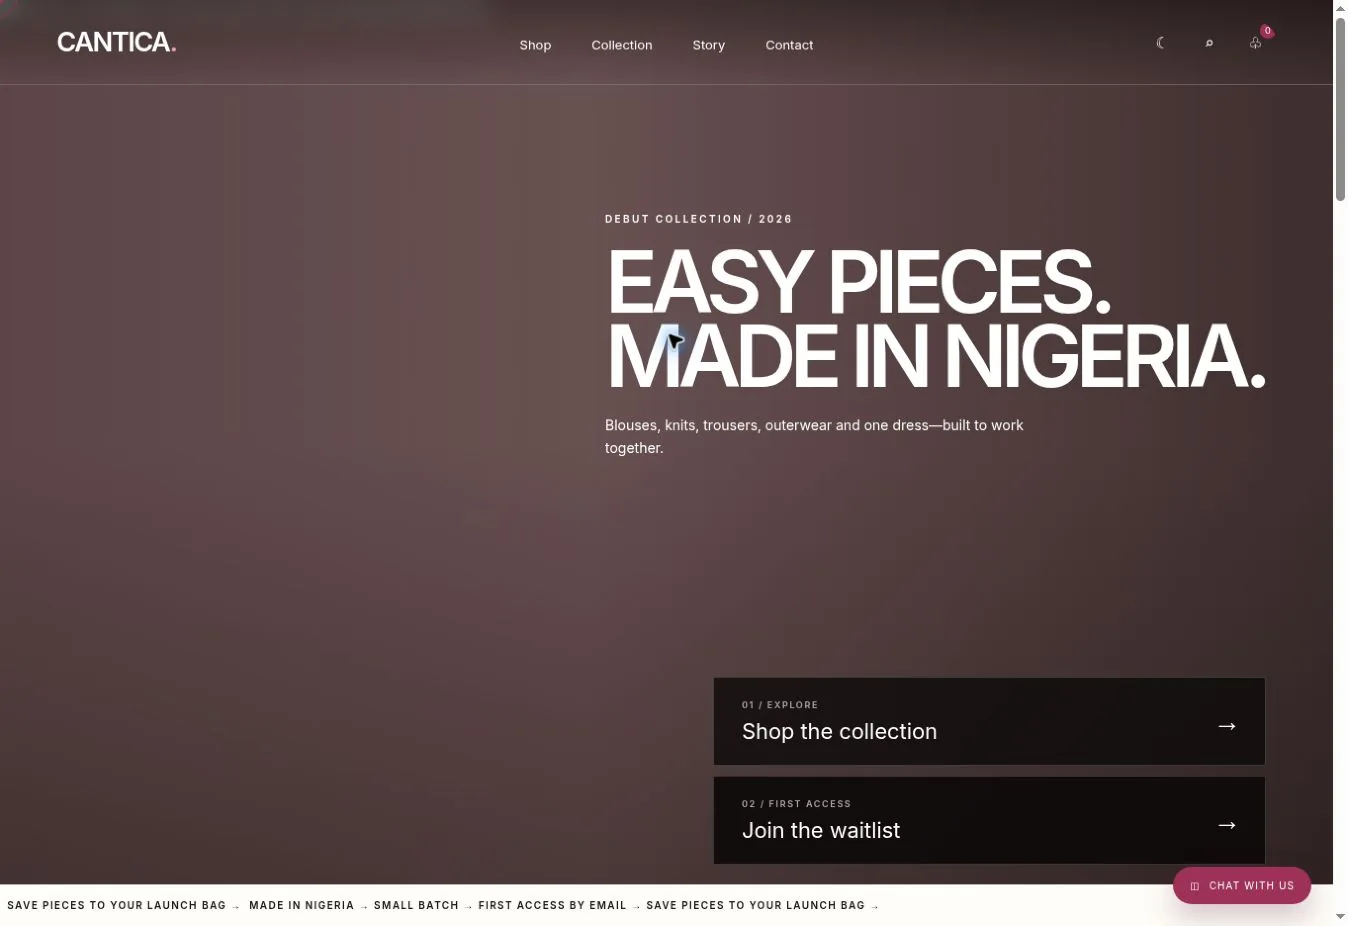 CANTICA.
Shop
Collection
Story
Contact
0
DEBUT COLLECTION / 2026
EASY PIECES.
MADE IN NIGERIA.
Blouses, knits, trousers, outerwear and one dress—built to work
together.
01 / EXPLORE
Shop the collection →
02 / FIRST ACCESS
Join the waitlist →
CHAT WITH US
SAVE PIECES TO YOUR LAUNCH BAG → MADE IN NIGERIA → SMALL BATCH → FIRST ACCESS BY EMAIL → SAVE PIECES TO YOUR LAUNCH BAG →